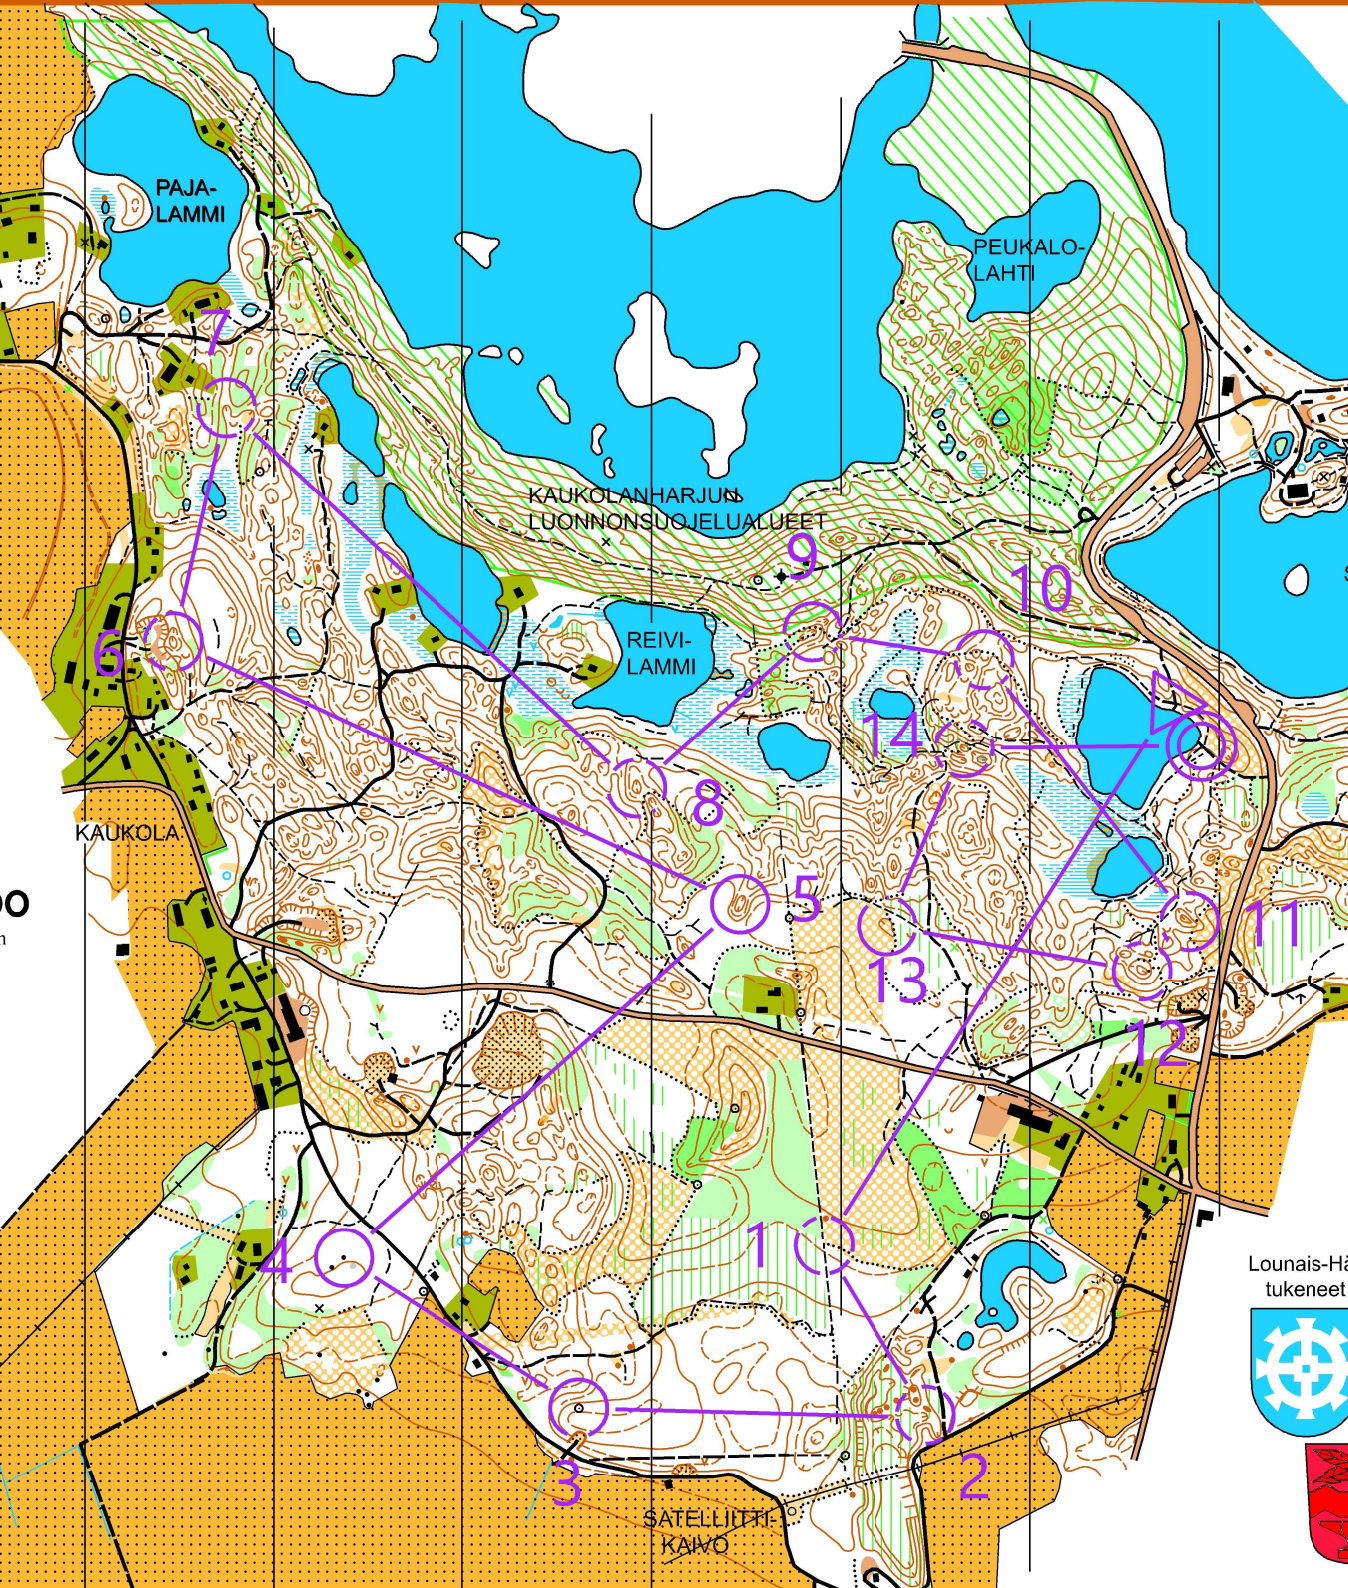 PAJA-
LAMMI
PEUKALO-
LAHTI
7
KAUKOLANHARJUN
LUONNONSUOJELUALUEET
9
10
REIVI-
LAMMI
6
14
8
KAUKOLA
5
11
13
12
1
4
2
3
Lounais-Hä
tukeneet
SATELLIITTI-
KAIVO